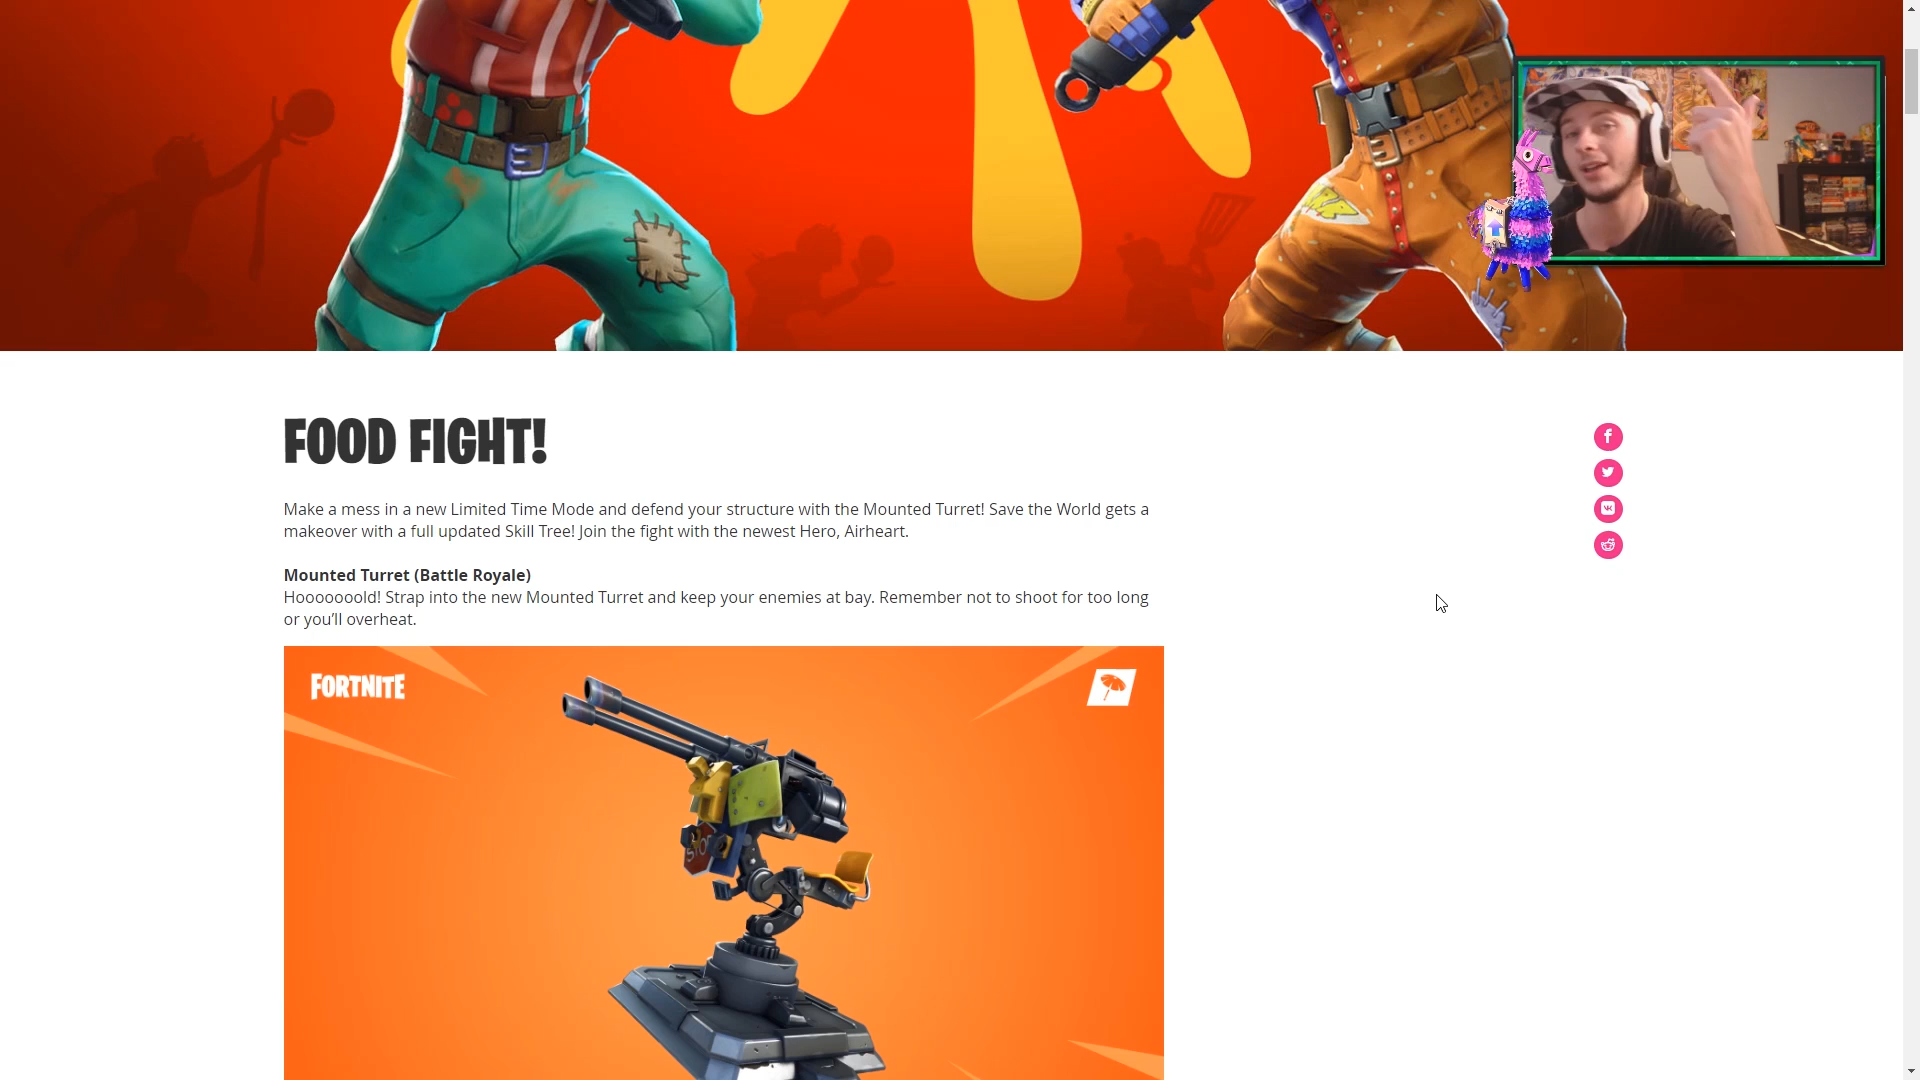 FOOD FIGHT!
Make a mess in a new Limited Time Mode and defend your structure with the Mounted Turret! Save the World gets a
makeover with a full updated Skill Tree! Join the fight with the newest Hero, Airheart.
Mounted Turret (Battle Royale)
Hooooooold! Strap into the new Mounted Turret and keep your enemies at bay. Remember not to shoot for too long
or you’ll overheat.
FORTNITE
STOP